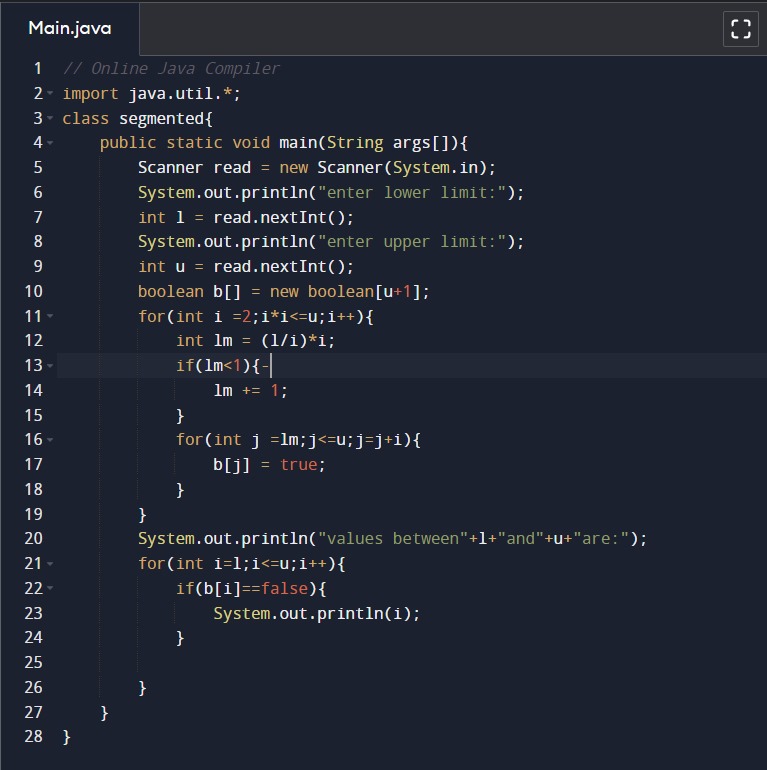 Main.java
1 // Online Java Compiler
2 import java.util.*;
3 class segmented{
4 public static void main(String args[]){
5 Scanner read = new Scanner(System.in);
6 System.out.println("enter lower limit:");
7 int l = read.nextInt();
8 System.out.println("enter upper limit:");
9 int u = read.nextInt();
10 boolean b[] = new boolean[u+1];
11 for(int i =2;i*i<=u;i++){
12 int lm = (l/i)*i;
13 if(lm<1){-
14 lm += 1;
15 }
16 for(int j =lm;j<=u;j=j+i){
17 b[j] = true;
18 }
19 }
20 System.out.println("values between"+l+"and"+u+"are:");
21 for(int i=l;i<=u;i++){
22 if(b[i]==false){
23 System.out.println(i);
24 }
25
26 }
27 }
28 }